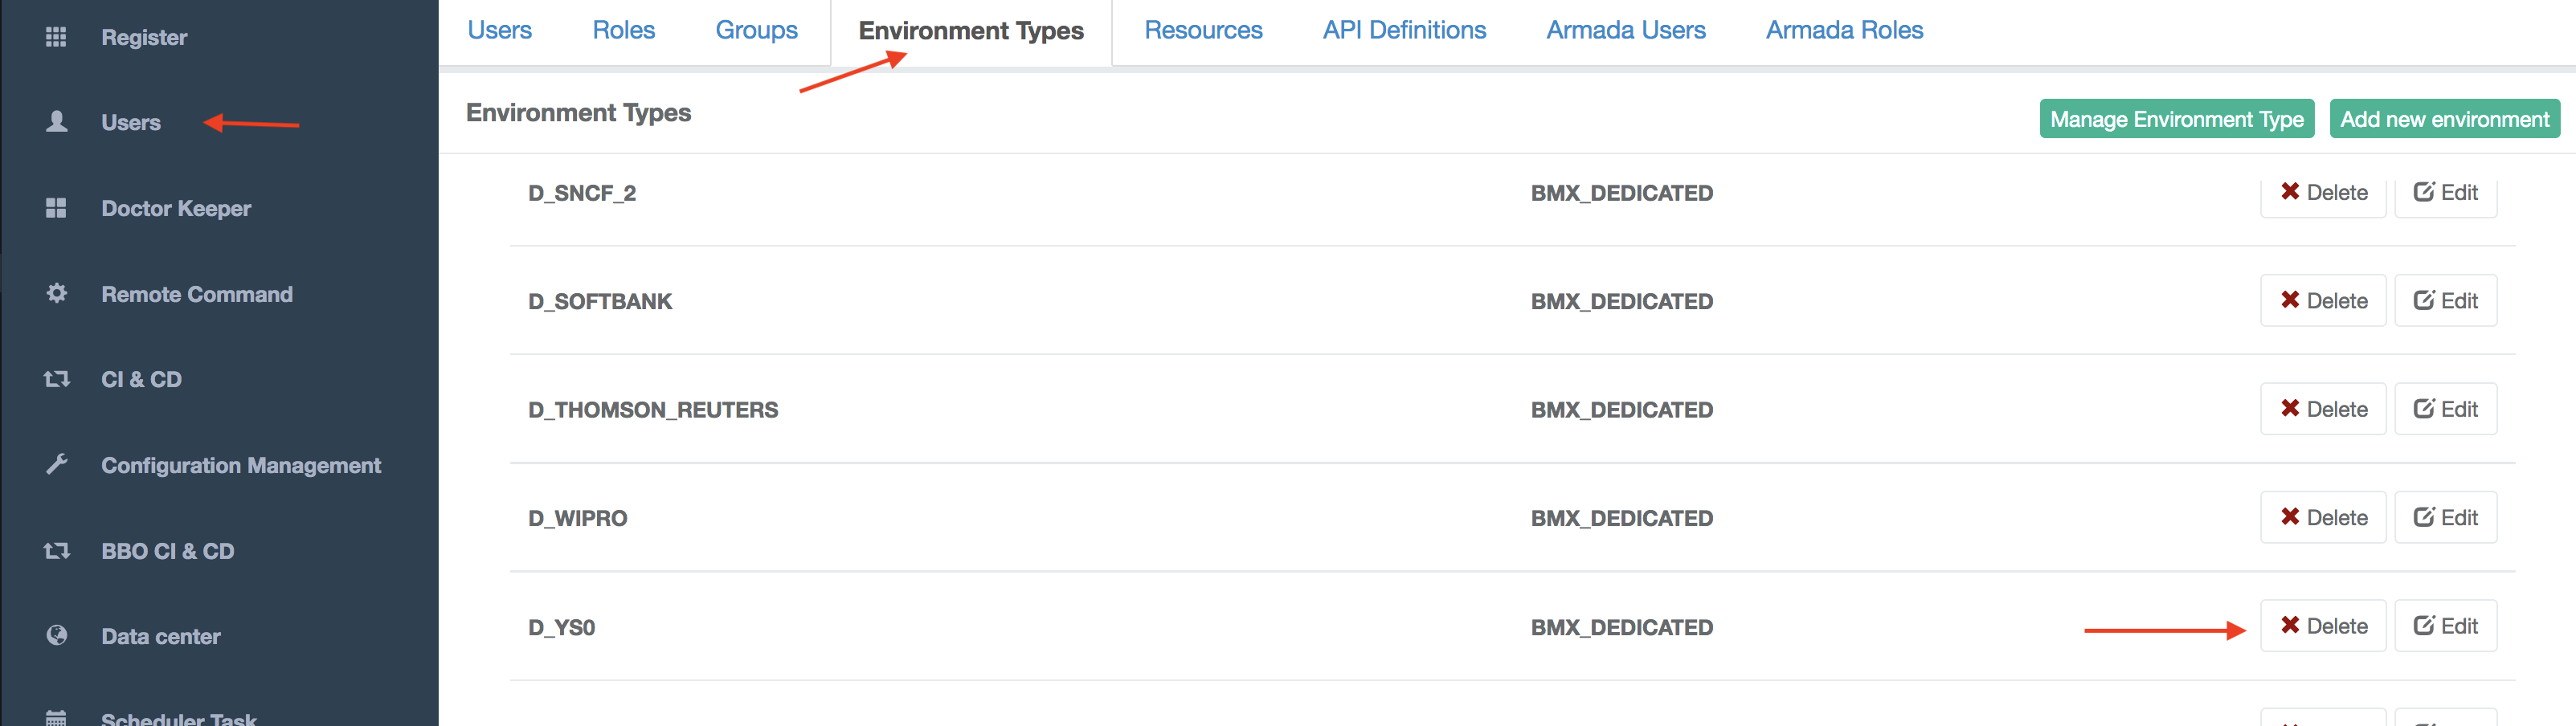 Register
Users
Doctor Keeper
Remote Command
CI & CD
Configuration Management
BBO CI & CD
Data center
Scheduler Task
Users Roles Groups Environment Types Resources API Definitions Armada Users Armada Roles
Environment Types Manage Environment Type Add new environment
D_SNCF_2 BMX_DEDICATED Delete Edit
D_SOFTBANK BMX_DEDICATED Delete Edit
D_THOMSON_REUTERS BMX_DEDICATED Delete Edit
D_WIPRO BMX_DEDICATED Delete Edit
D_YS0 BMX_DEDICATED Delete Edit